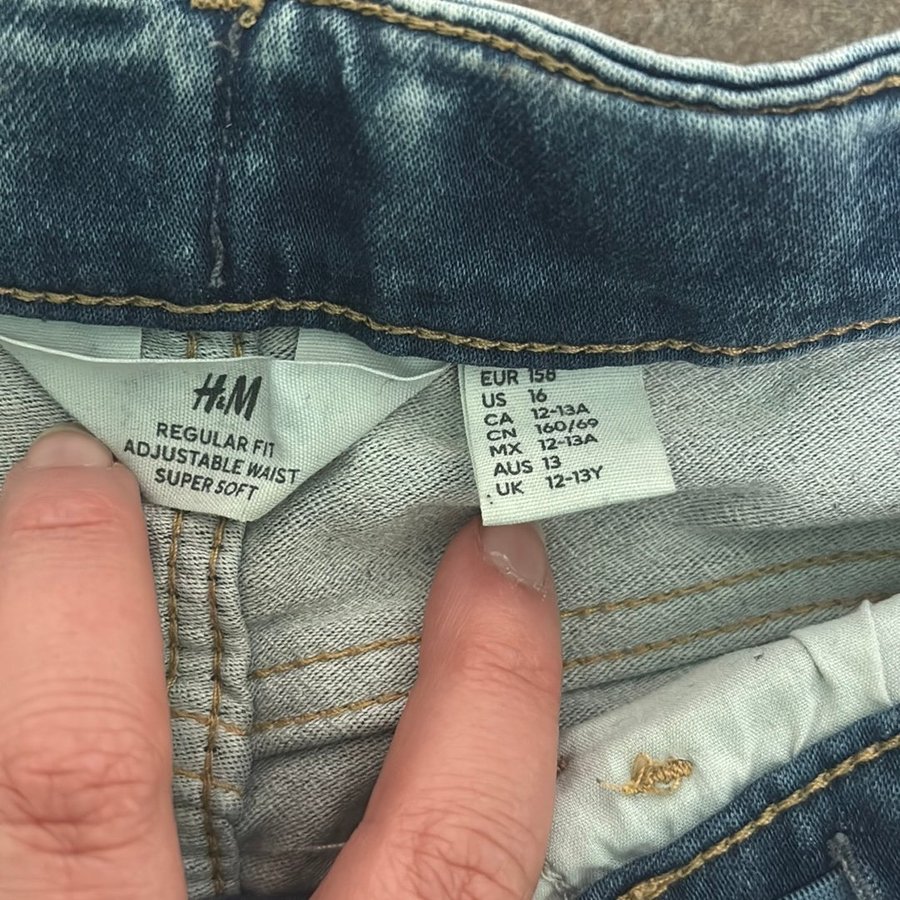 H&M
REGULAR FIT
ADJUSTABLE WAIST
SUPER SOFT
EUR 158
US 16
CA 12-13A
CN 160/69
MX 12-13A
AUS 13
UK 12-13Y